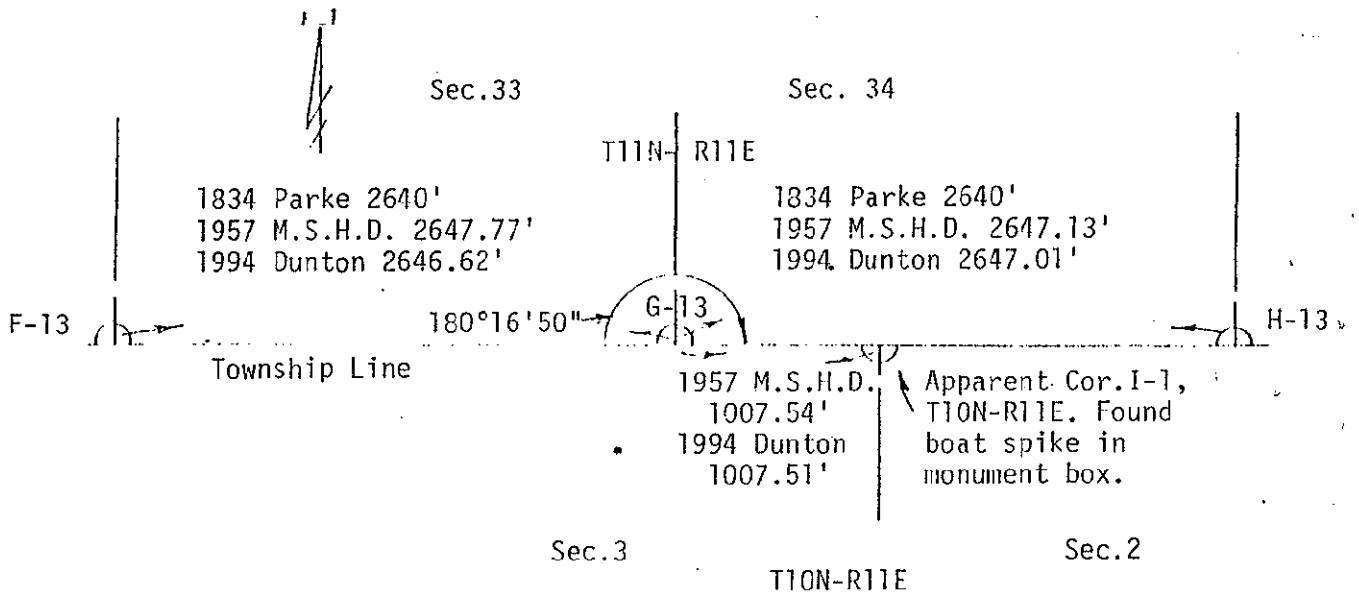 Sec.33
Sec. 34
T11N- R11E
1834 Parke 2640'
1957 M.S.H.D. 2647.77'
1994 Dunton 2646.62'
1834 Parke 2640'
1957 M.S.H.D. 2647.13'
1994. Dunton 2647.01'
F-13
180°16'50"
G-13
H-13
Township Line
1957 M.S.H.D.
1007.54'
1994 Dunton
1007.51'
Apparent Cor.I-1,
T10N-R11E. Found
boat spike in
monument box.
Sec.3
Sec.2
T10N-R11E